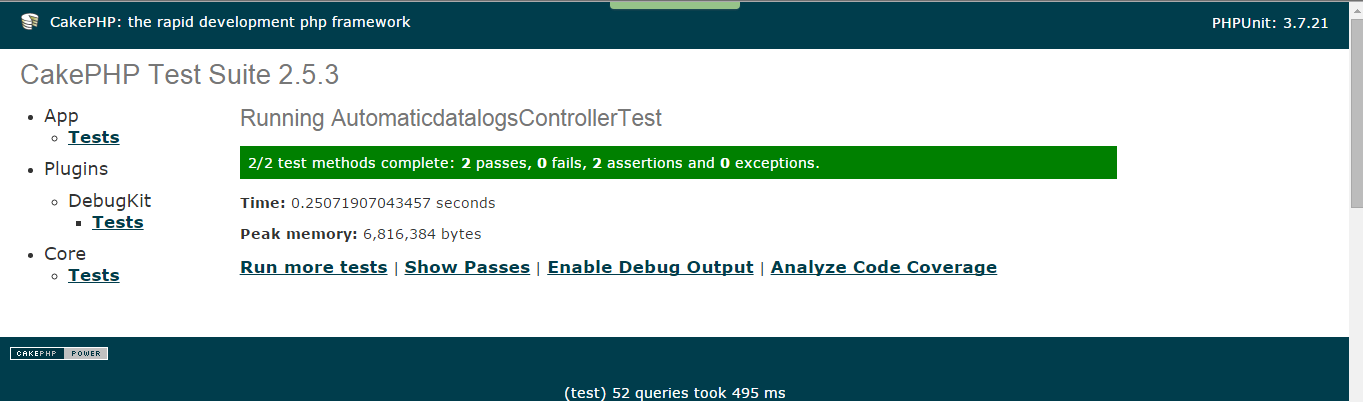 CakePHP: the rapid development php framework
PHPUnit: 3.7.21
CakePHP Test Suite 2.5.3
App
Tests
Plugins
DebugKit
Tests
Core
Tests
Running AutomaticdatalogsControllerTest
2/2 test methods complete: 2 passes, 0 fails, 2 assertions and 0 exceptions.
Time: 0.25071907043457 seconds
Peak memory: 6,816,384 bytes
Run more tests | Show Passes | Enable Debug Output | Analyze Code Coverage
CAKEPHP POWER
(test) 52 queries took 495 ms